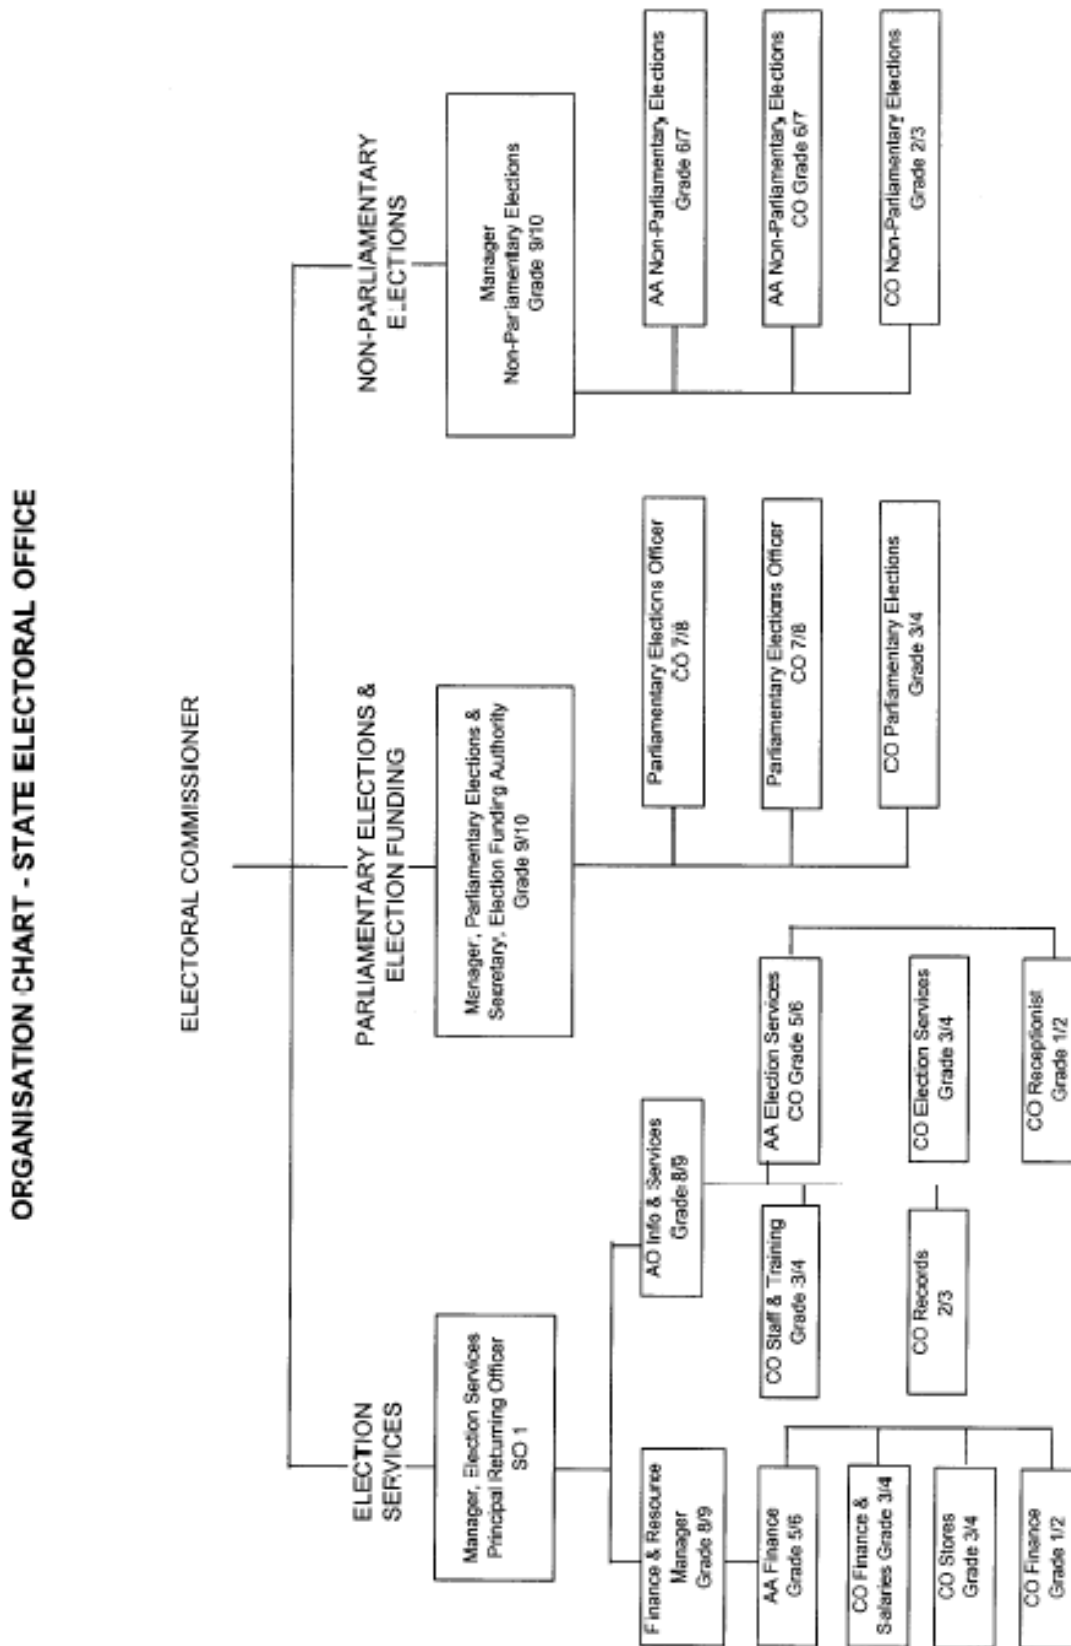 ORGANISATION CHART - STATE ELECTORAL OFFICE
ELECTORAL COMMISSIONER
ELECTION
SERVICES
PARLIAMENTARY ELECTIONS &
ELECTION FUNDING
NON-PARLIAMENTARY
ELECTIONS
Manager, Election Services
Principal Returning Officer
SO 1
Manager, Parliamentary Elections &
Secretary, Election Funding Authority
Grade 9/10
Manager
Non-Parliamentary Elections
Grade 9/10
Finance & Resource
Manager
Grade 8/9
AO Info & Services
Grade 8/9
Parliamentary Elections Officer
CO 7/8
AA Non-Parliamentary Elections
Grade 6/7
AA Finance
Grade 5/6
CO Staff & Training
Grade 3/4
AA Election Services
CO Grade 5/6
Parliamentary Elections Officer
CO 7/8
AA Non-Parliamentary Elections
CO Grade 6/7
CO Finance &
Salaries Grade 3/4
CO Stores
Grade 3/4
CO Records
2/3
CO Election Services
Grade 3/4
CO Parliamentary Elections
Grade 3/4
CO Non-Parliamentary Elections
Grade 2/3
CO Finance
Grade 1/2
CO Receptionist
Grade 1/2